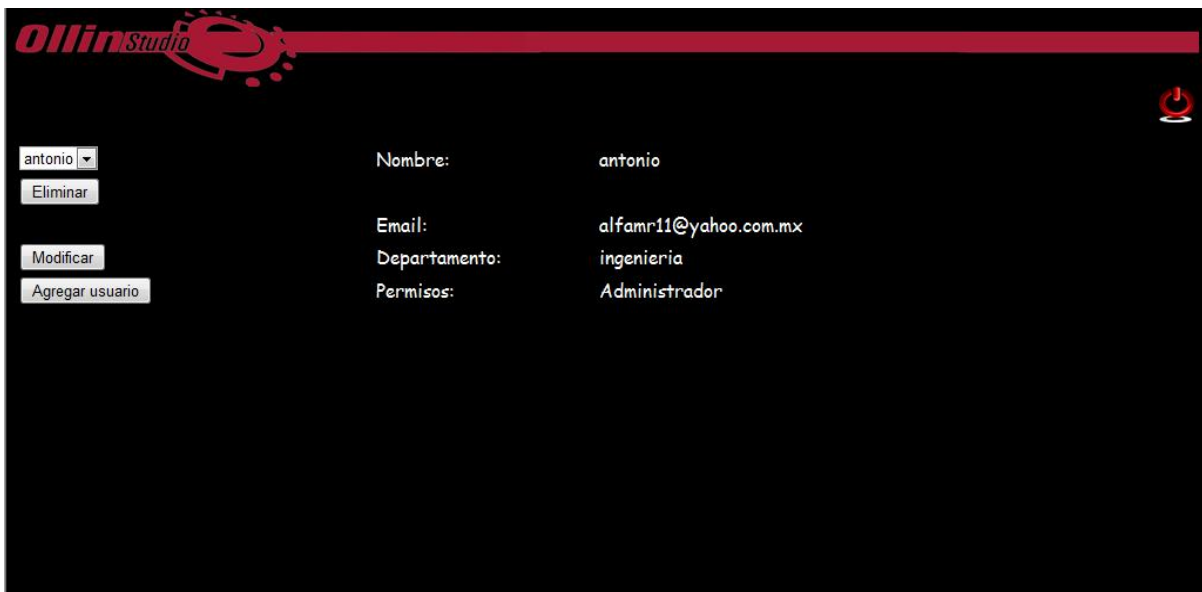 Ollin Studio
antonio Nombre: antonio
Eliminar
Email: alfamr11@yahoo.com.mx
Modificar Departamento: ingenieria
Agregar usuario Permisos: Administrador